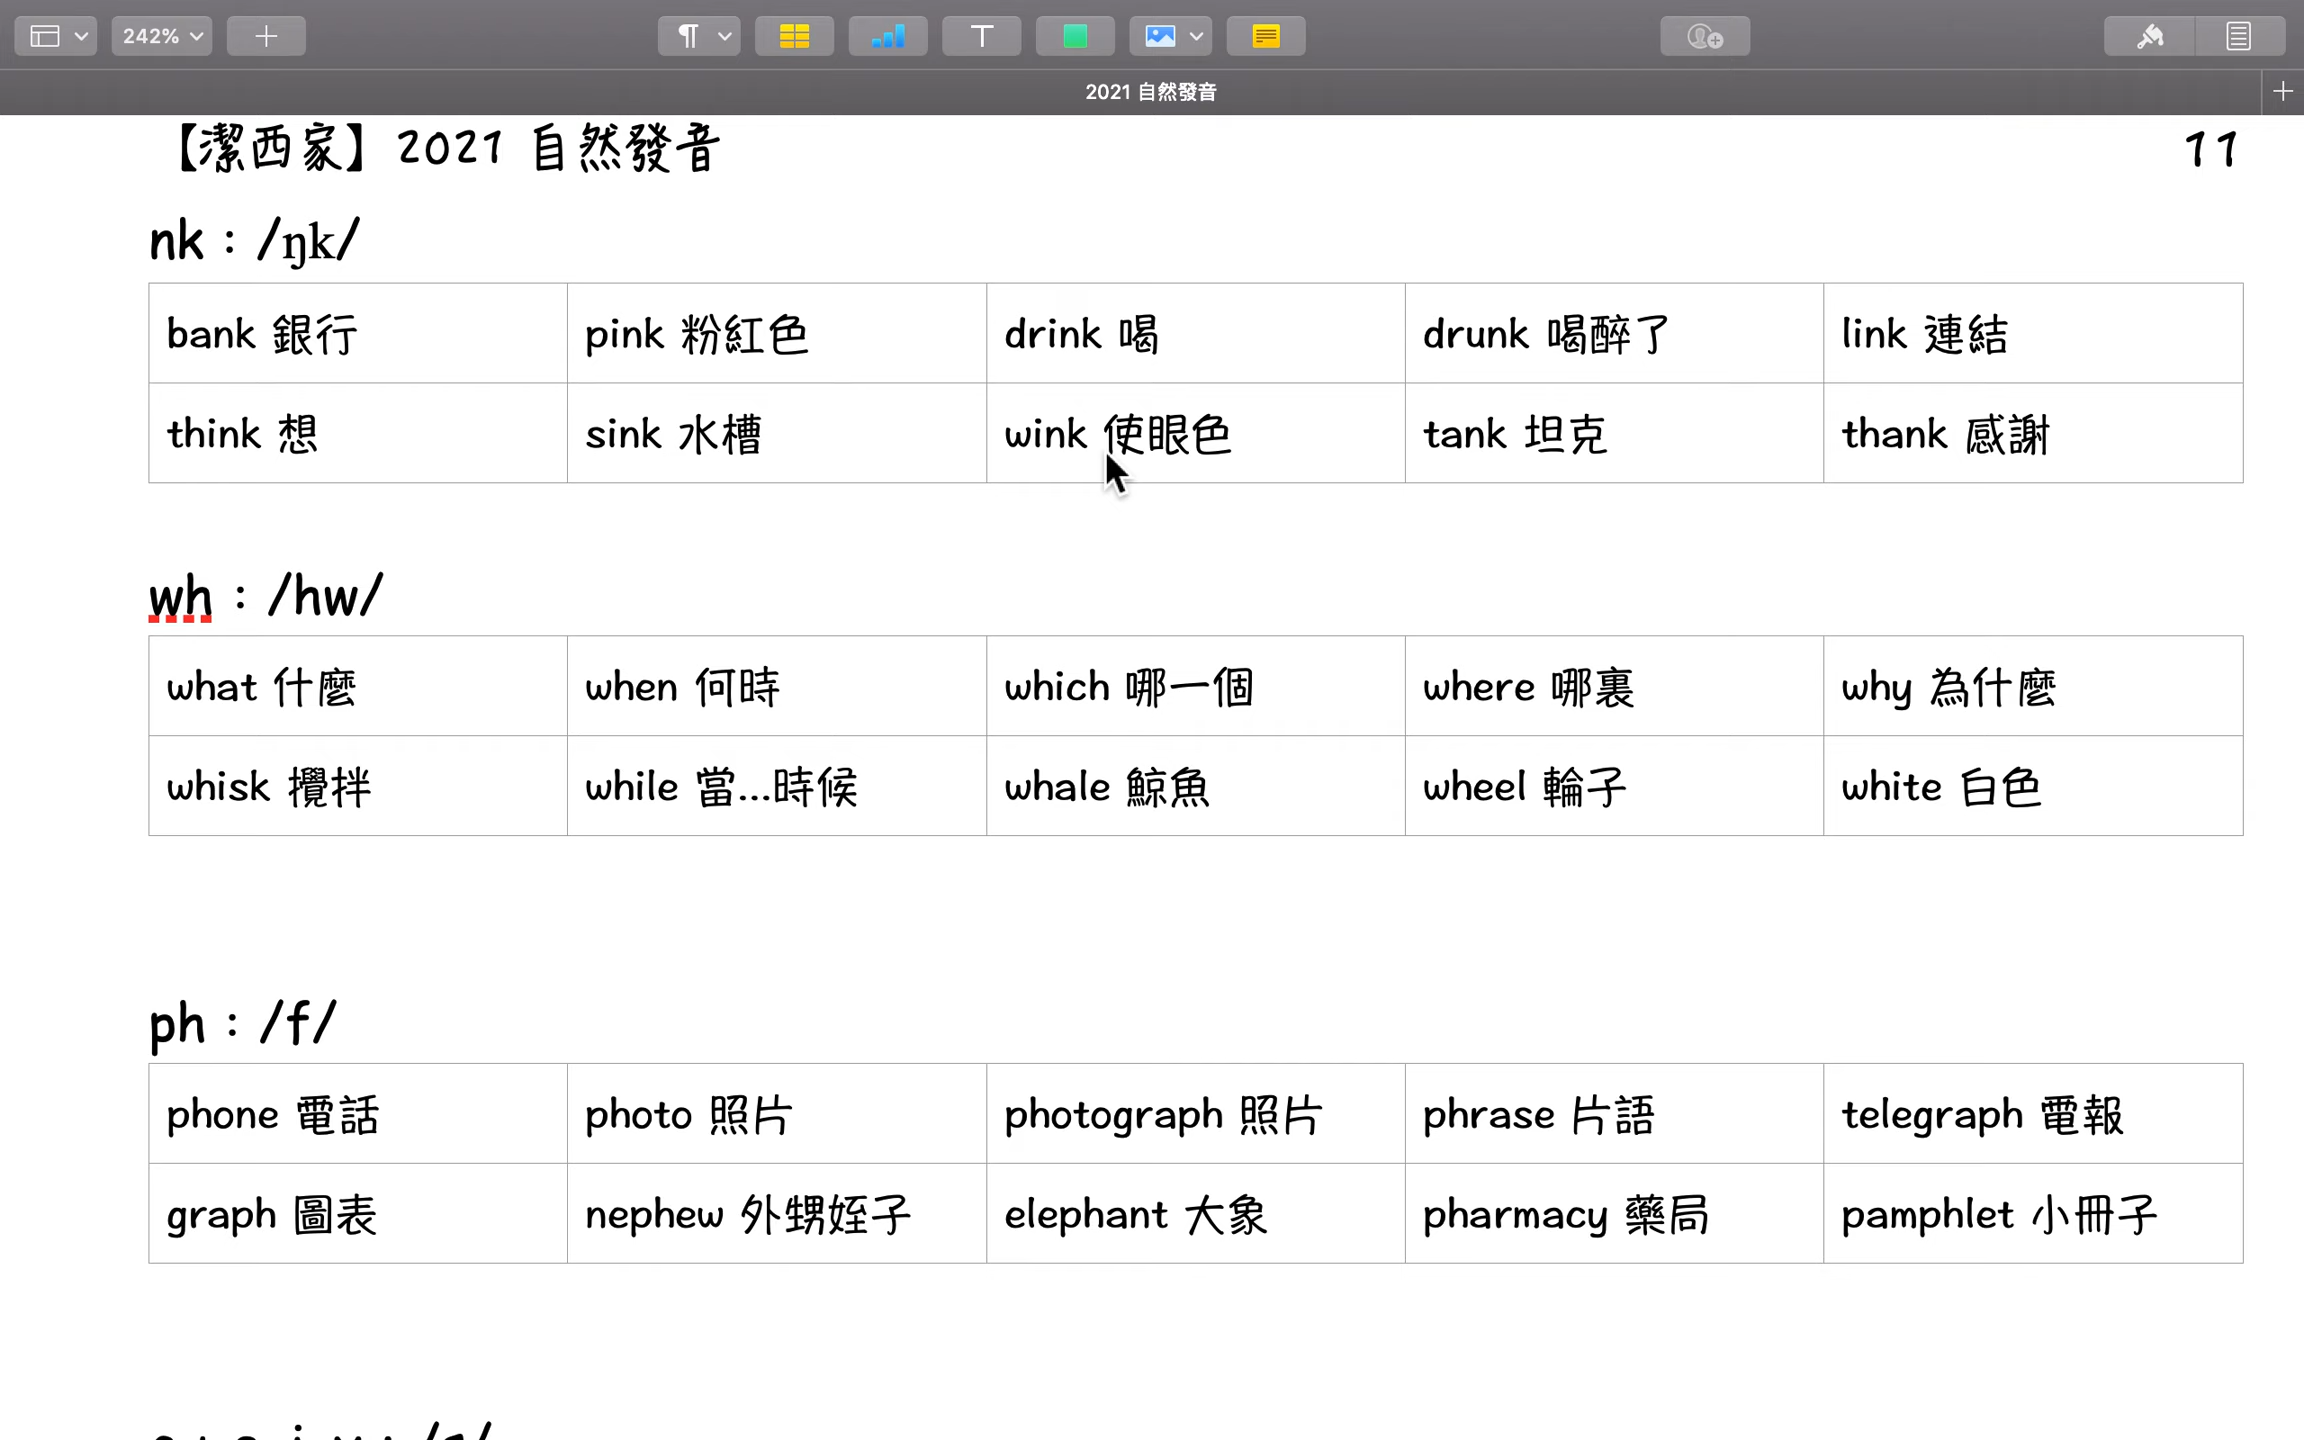 242%
2021 自然發音
【潔西家】2021 自然發音 11
nk：/ŋk/
bank 銀行 pink 粉紅色 drink 喝 drunk 喝醉了 link 連結
think 想 sink 水槽 wink 使眼色 tank 坦克 thank 感謝
wh：/hw/
what 什麼 when 何時 which 哪一個 where 哪裏 why 為什麼
whisk 攪拌 while 當...時候 whale 鯨魚 wheel 輪子 white 白色
ph：/f/
phone 電話 photo 照片 photograph 照片 phrase 片語 telegraph 電報
graph 圖表 nephew 外甥姪子 elephant 大象 pharmacy 藥局 pamphlet 小冊子